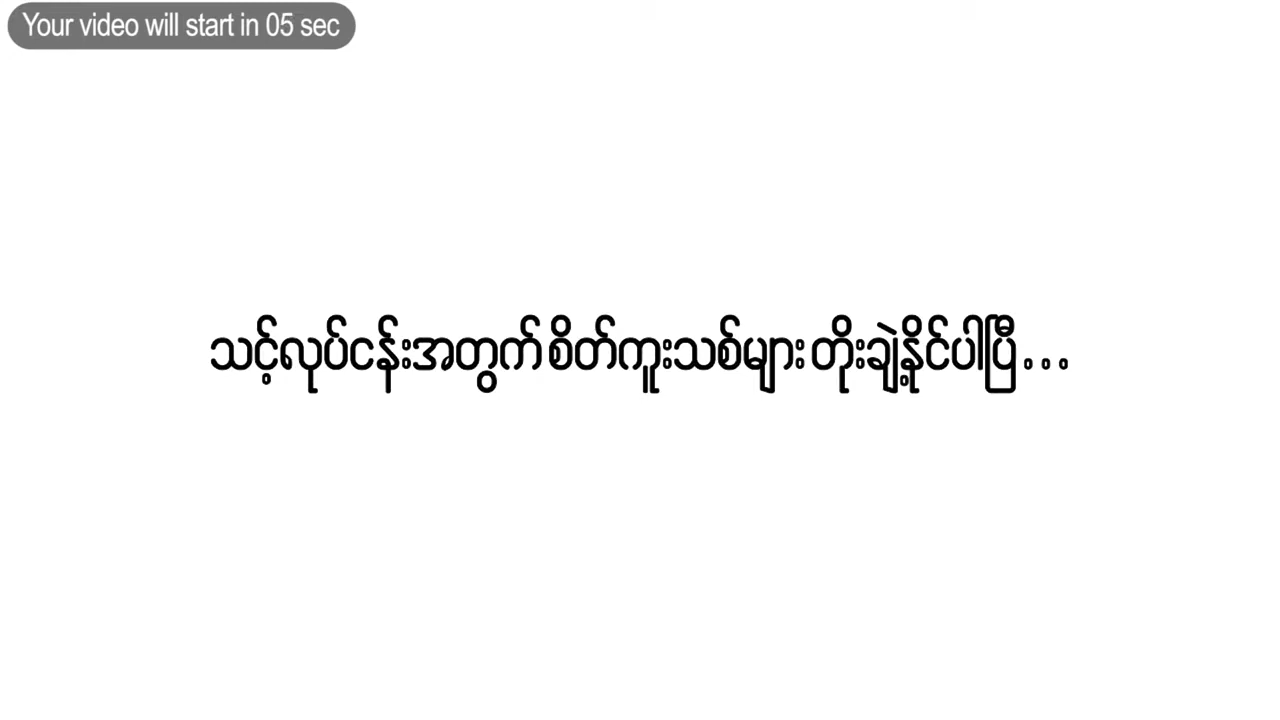 Your video will start in 05 sec
သင့်လုပ်ငန်းအတွက် စိတ်ကူးသစ်များ တိုးချဲ့နိုင်ပါပြီ...